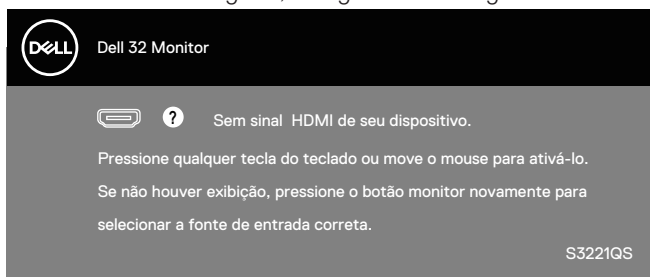 DELL
Dell 32 Monitor
? Sem sinal HDMI de seu dispositivo.
Pressione qualquer tecla do teclado ou move o mouse para ativá-lo.
Se não houver exibição, pressione o botão monitor novamente para
selecionar a fonte de entrada correta.
S3221QS